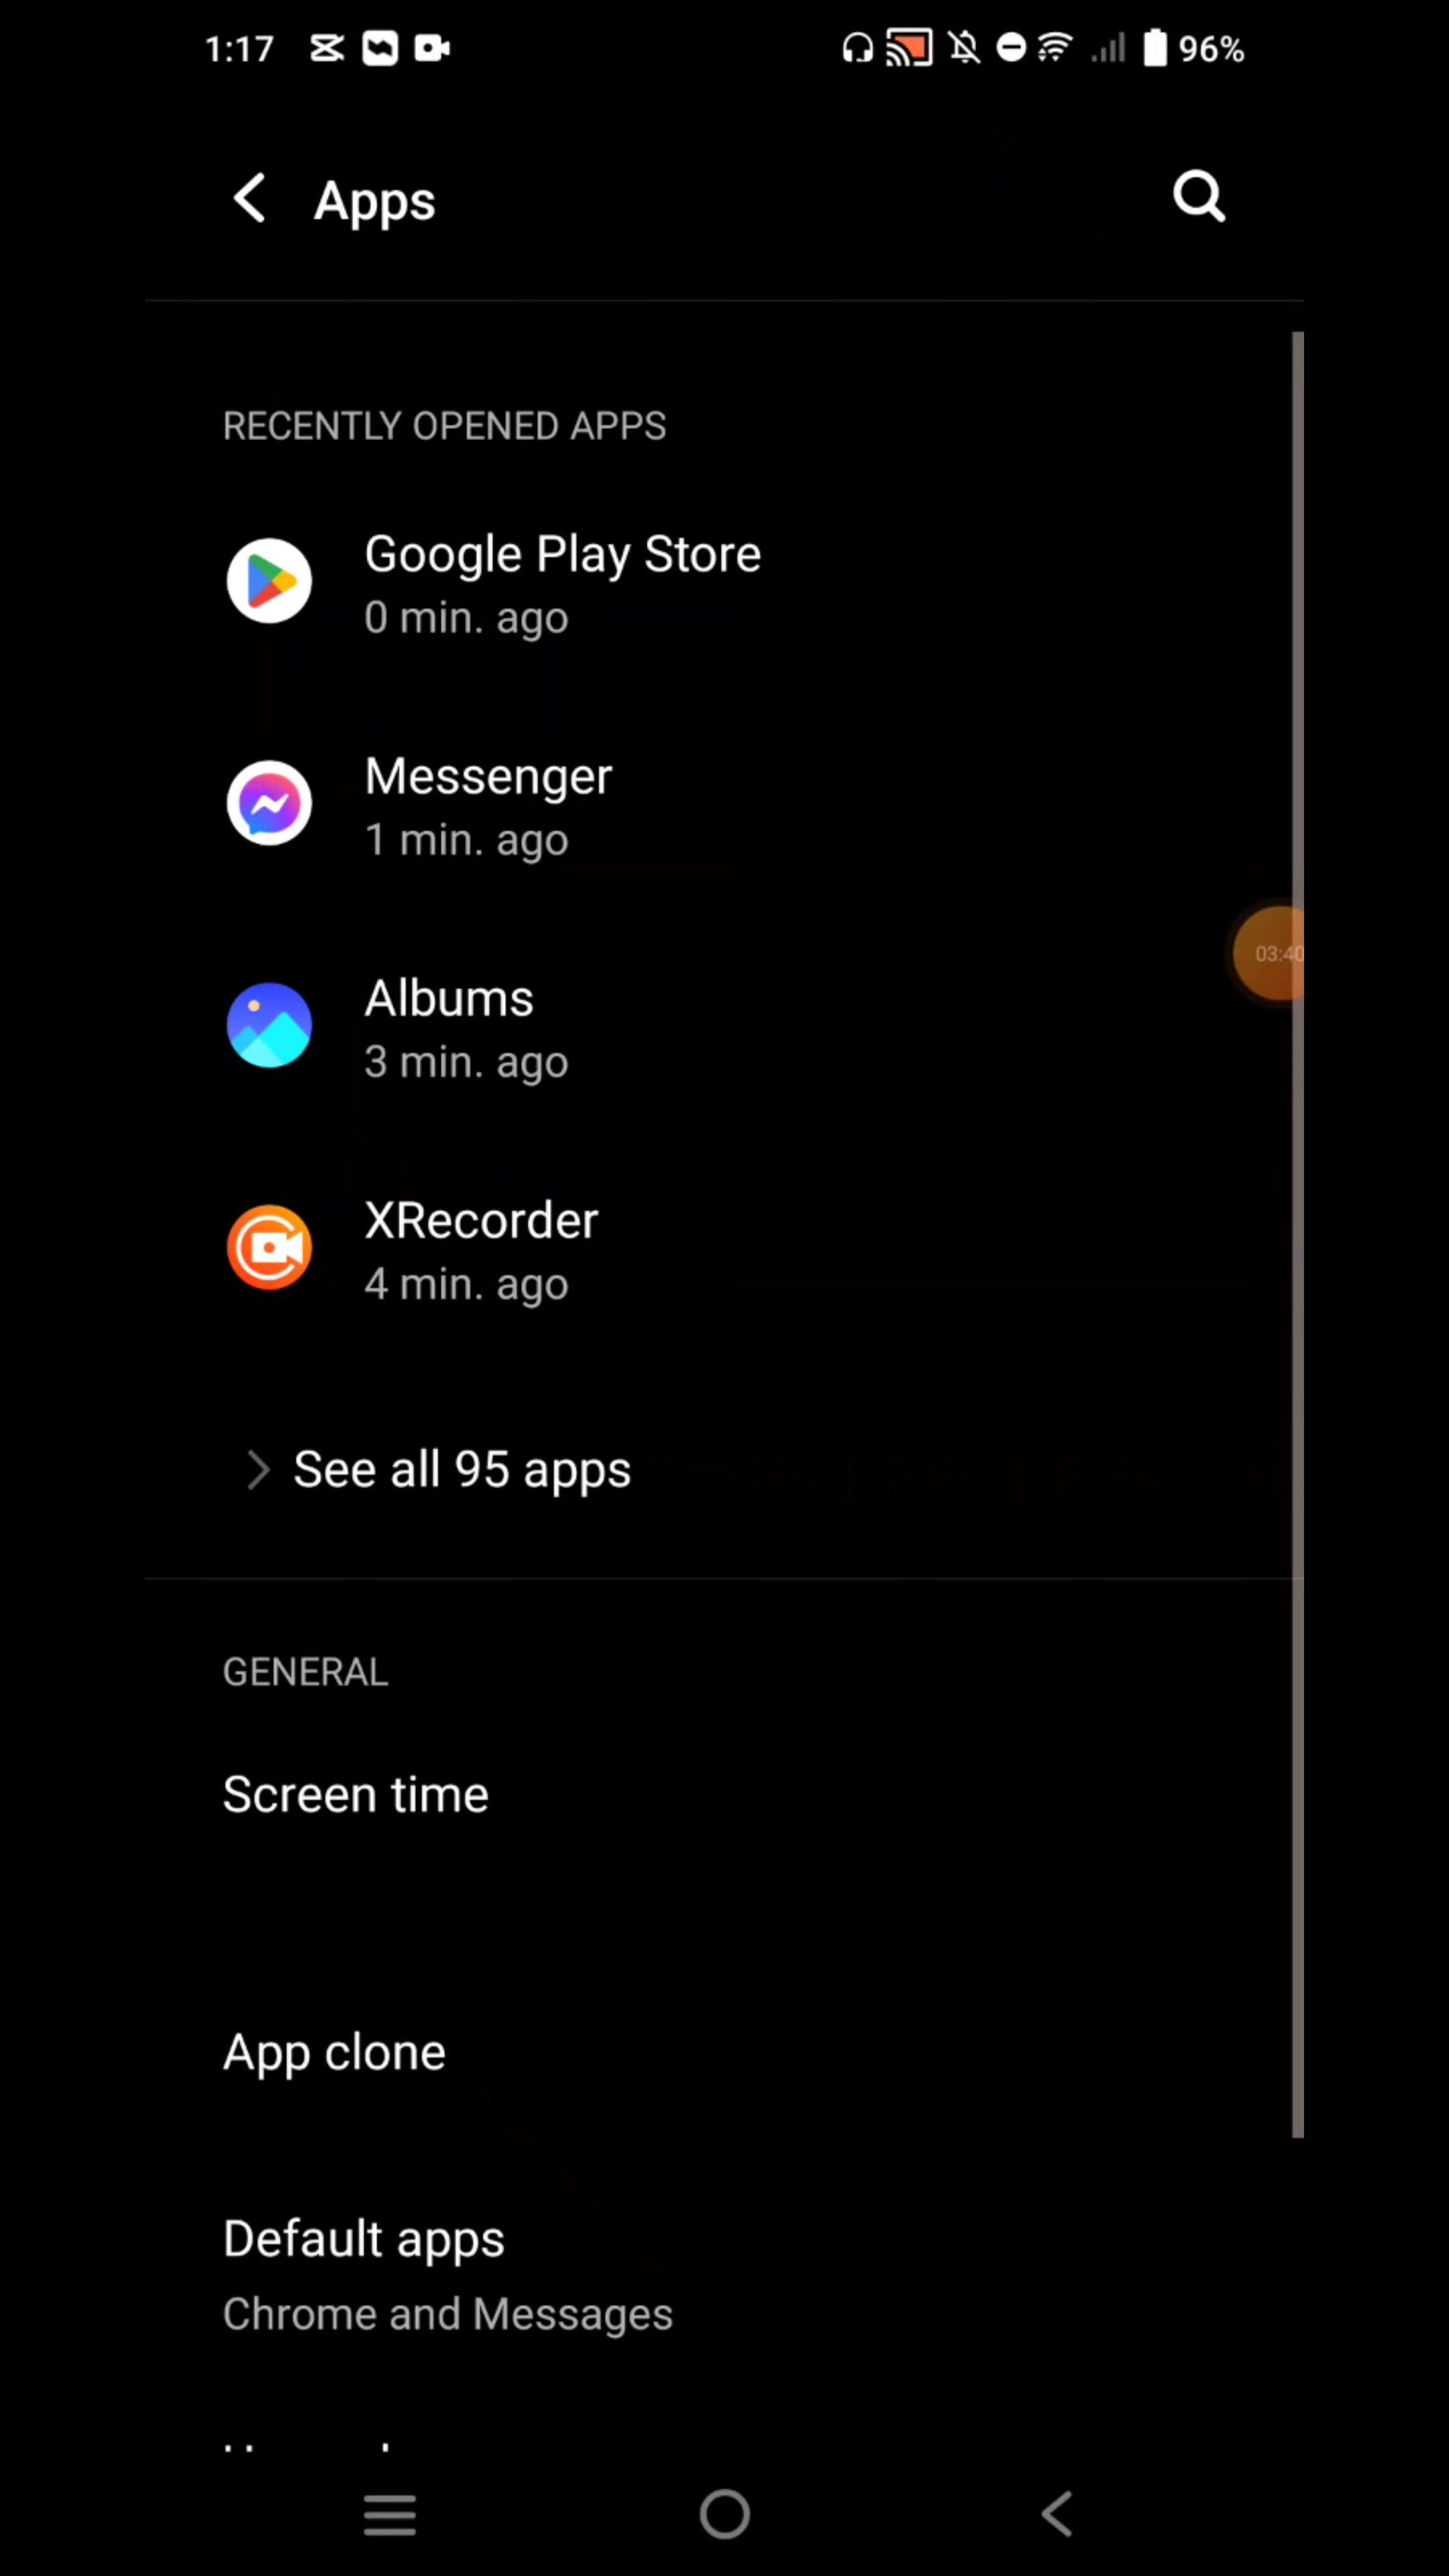 1:17 96%
Apps
RECENTLY OPENED APPS
Google Play Store
0 min. ago
Messenger
1 min. ago
03:40
Albums
3 min. ago
XRecorder
4 min. ago
See all 95 apps
GENERAL
Screen time
App clone
Default apps
Chrome and Messages